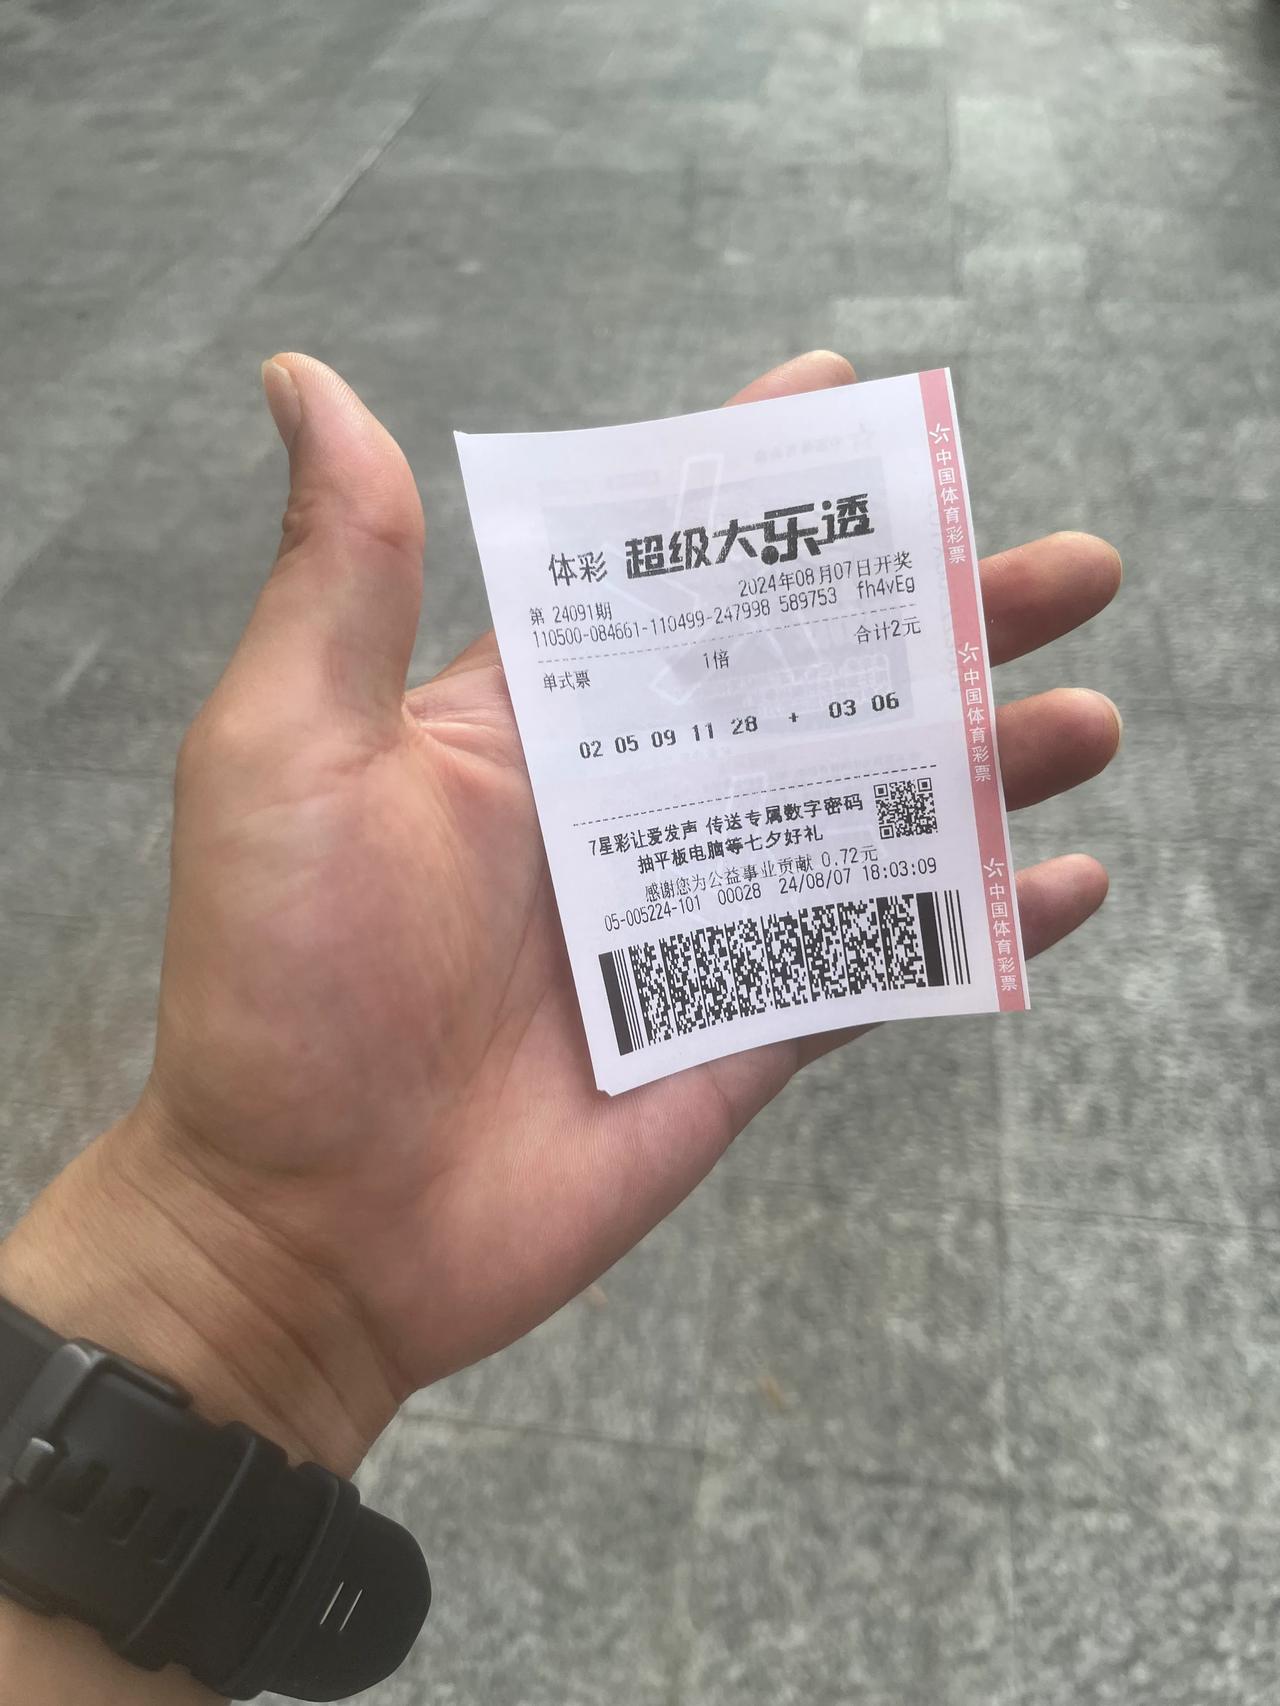 体彩 超级大乐透
第 24091期 2024年08月07日开奖
110500-084661-110499-247998 589753 fh4vEg
单式票 1倍 合计2元
02 05 09 11 28 + 03 06
7星彩让爱发声 传送专属数字密码
抽平板电脑等七夕好礼
感谢您为公益事业贡献 0.72元
05-005224-101 00028 24/08/07 18:03:09
中国体育彩票
中国体育彩票
中国体育彩票